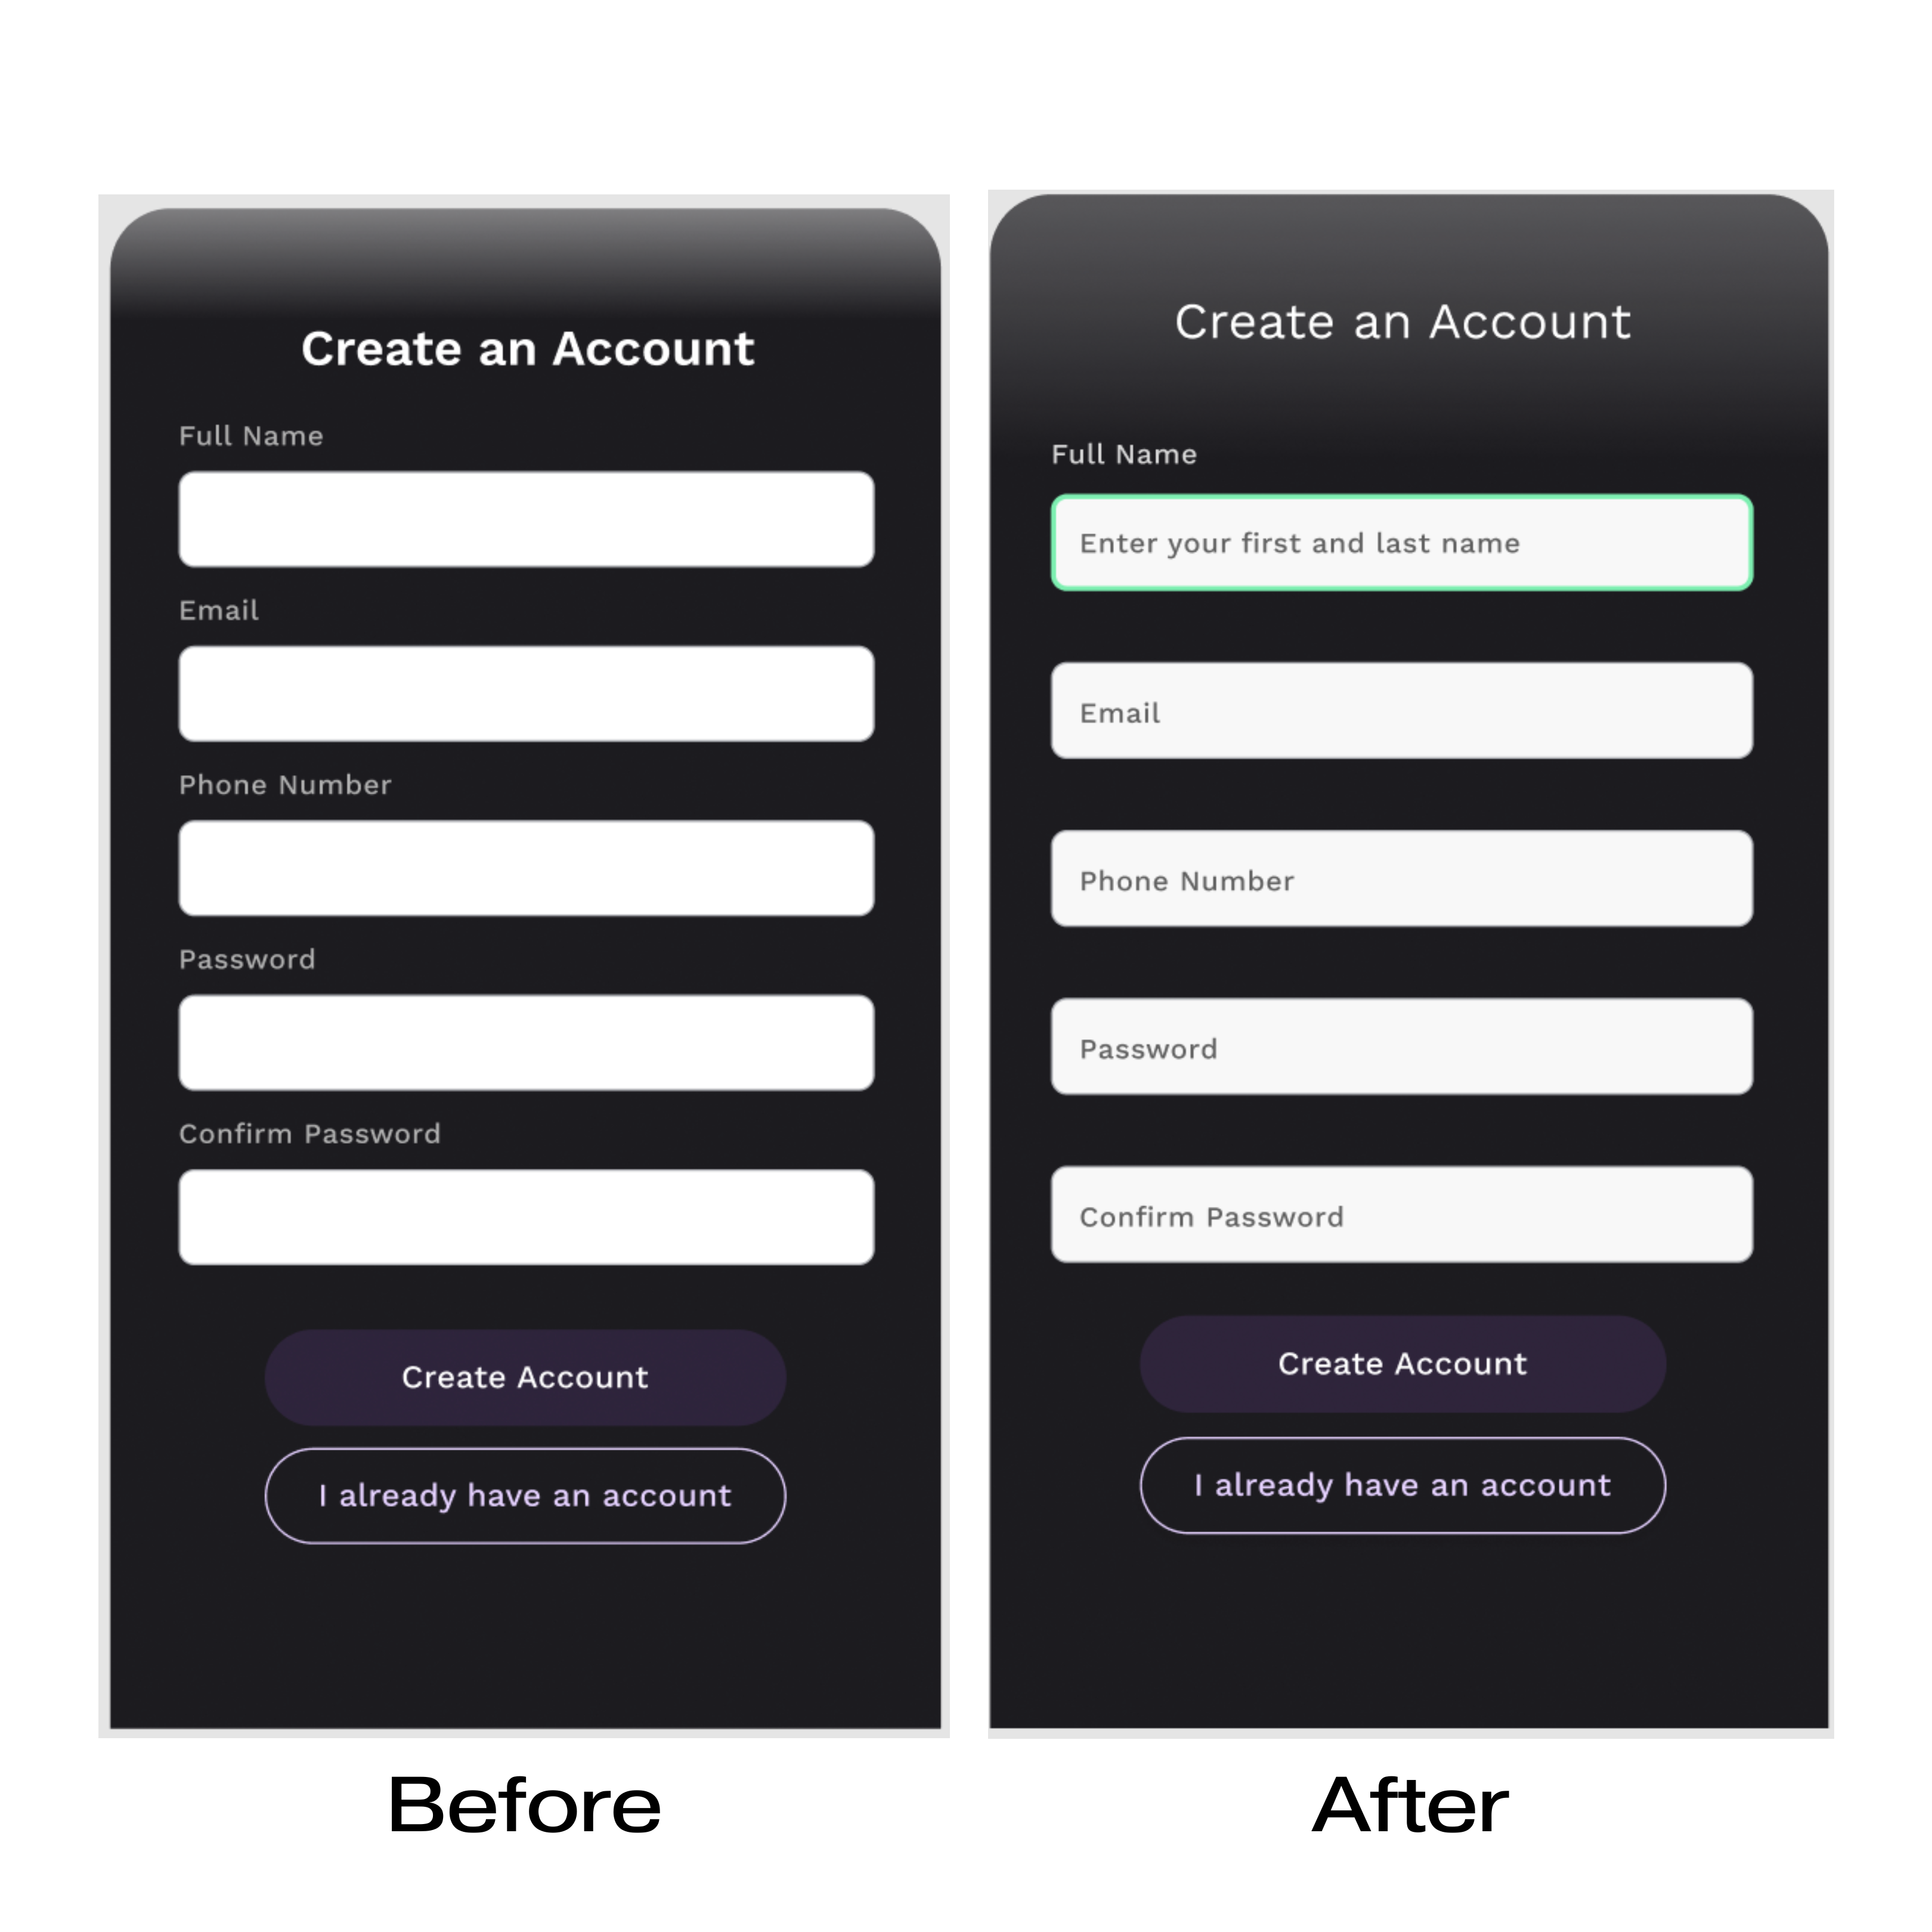 Create an Account
Full Name
Email
Phone Number
Password
Confirm Password
Create Account
I already have an account
Before
Create an Account
Full Name
Enter your first and last name
Email
Phone Number
Password
Confirm Password
Create Account
I already have an account
After